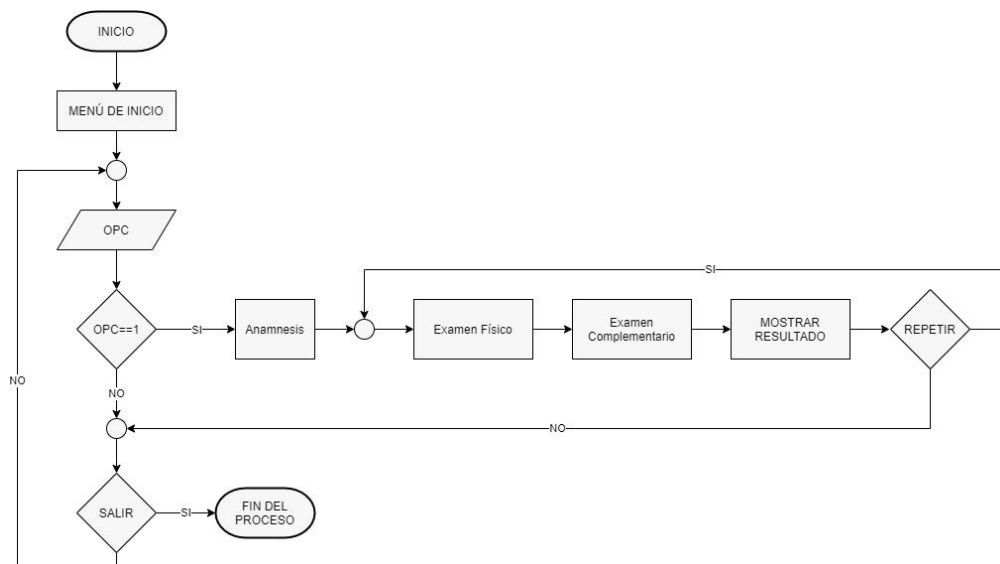 INICIO
MENÚ DE INICIO
OPC
SI
OPC==1
SI
Anamnesis
Examen Físico
Examen
Complementario
MOSTRAR
RESULTADO
REPETIR
NO
NO
NO
SALIR
SI
FIN DEL
PROCESO